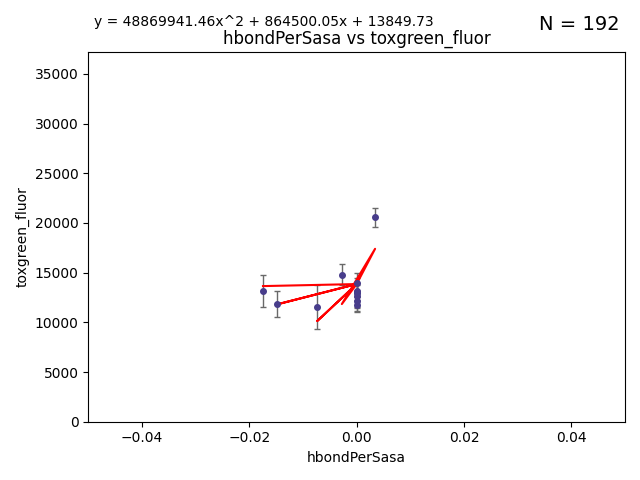 y = 48869941.46x^2 + 864500.05x + 13849.73
N = 192
hbondPerSasa vs toxgreen_fluor
35000
30000
25000
20000
15000
10000
5000
0
toxgreen_fluor
−0.04 −0.02 0.00 0.02 0.04
hbondPerSasa